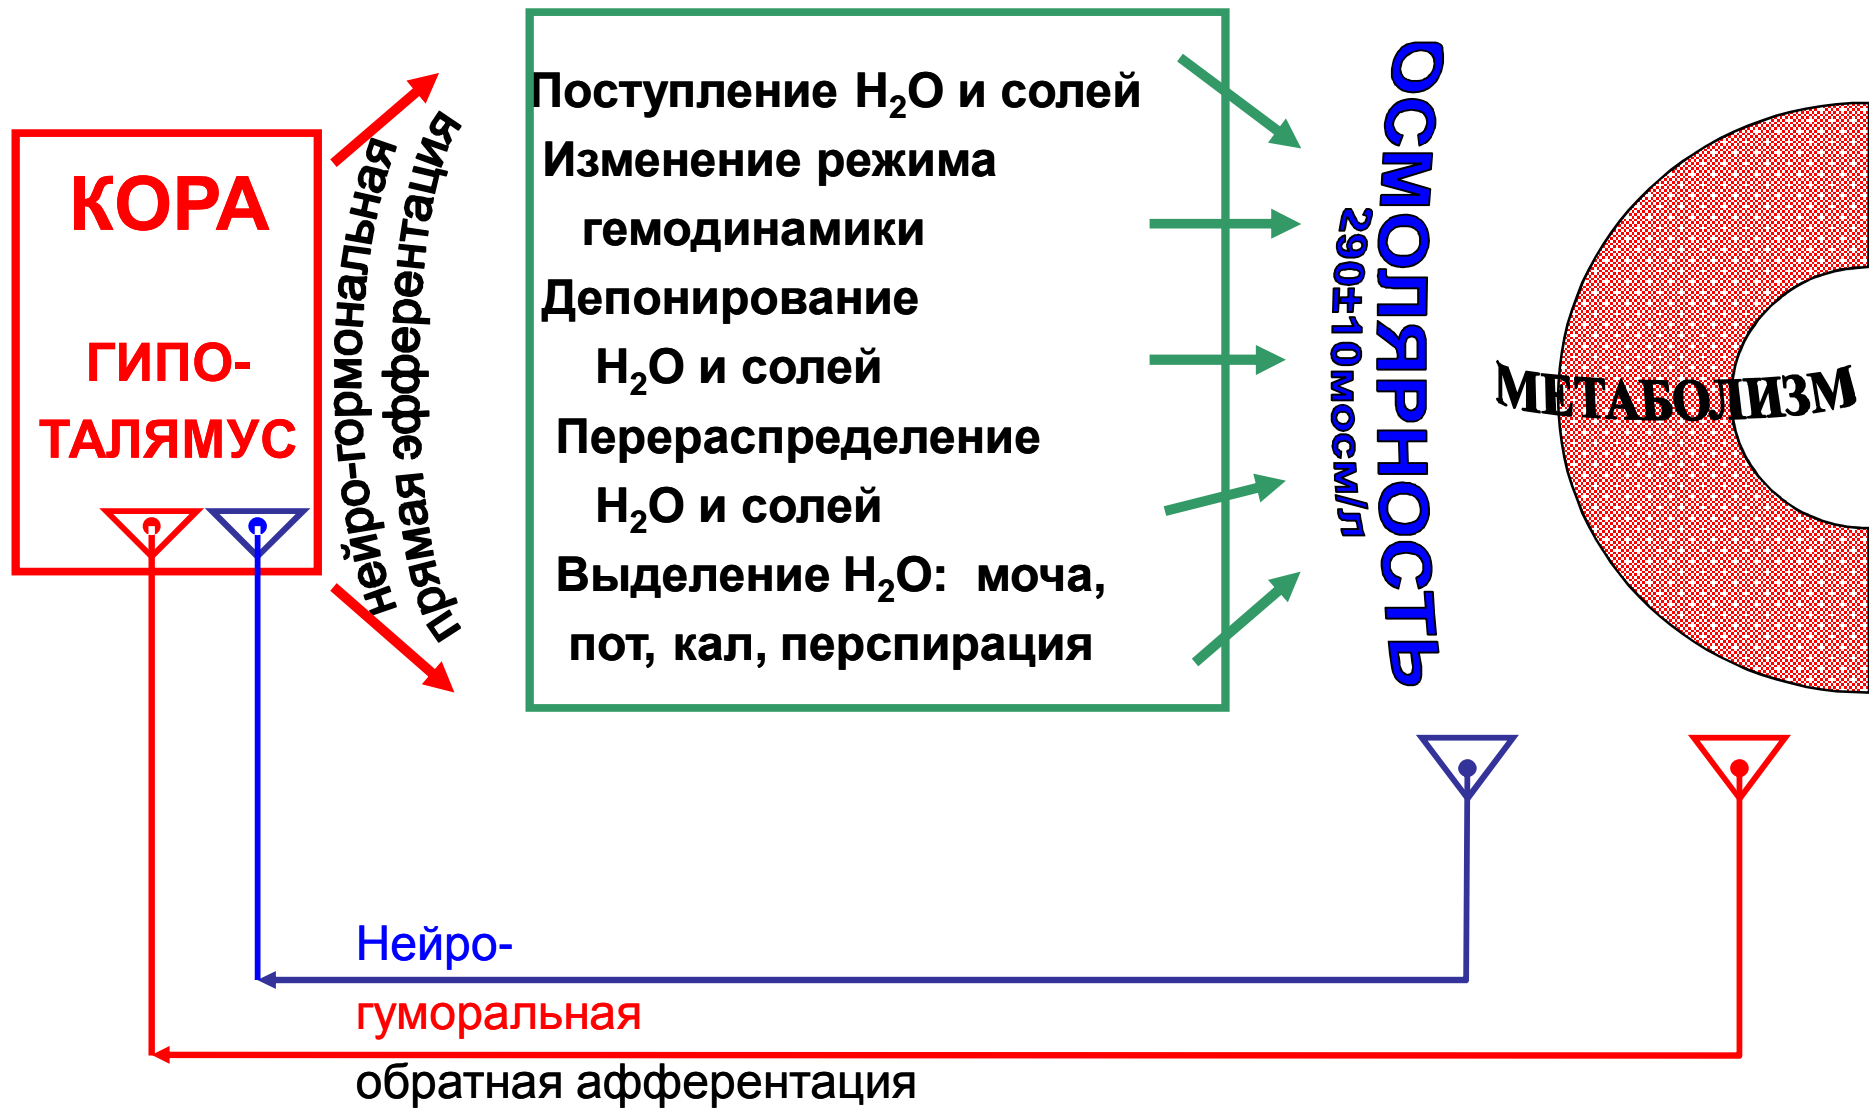 КОРА
ГИПО-
ТАЛЯМУС
нейро-гормональная
прямая эфферентация
Поступление H₂O и солей
Изменение режима
гемодинамики
Депонирование
H₂O и солей
Перераспределение
H₂O и солей
Выделение H₂O: моча,
пот, кал, перспирация
ОСМОЛЯРНОСТЬ
290±10мосм/л
МЕТАБОЛИЗМ
Нейро-
гуморальная
обратная афферентация